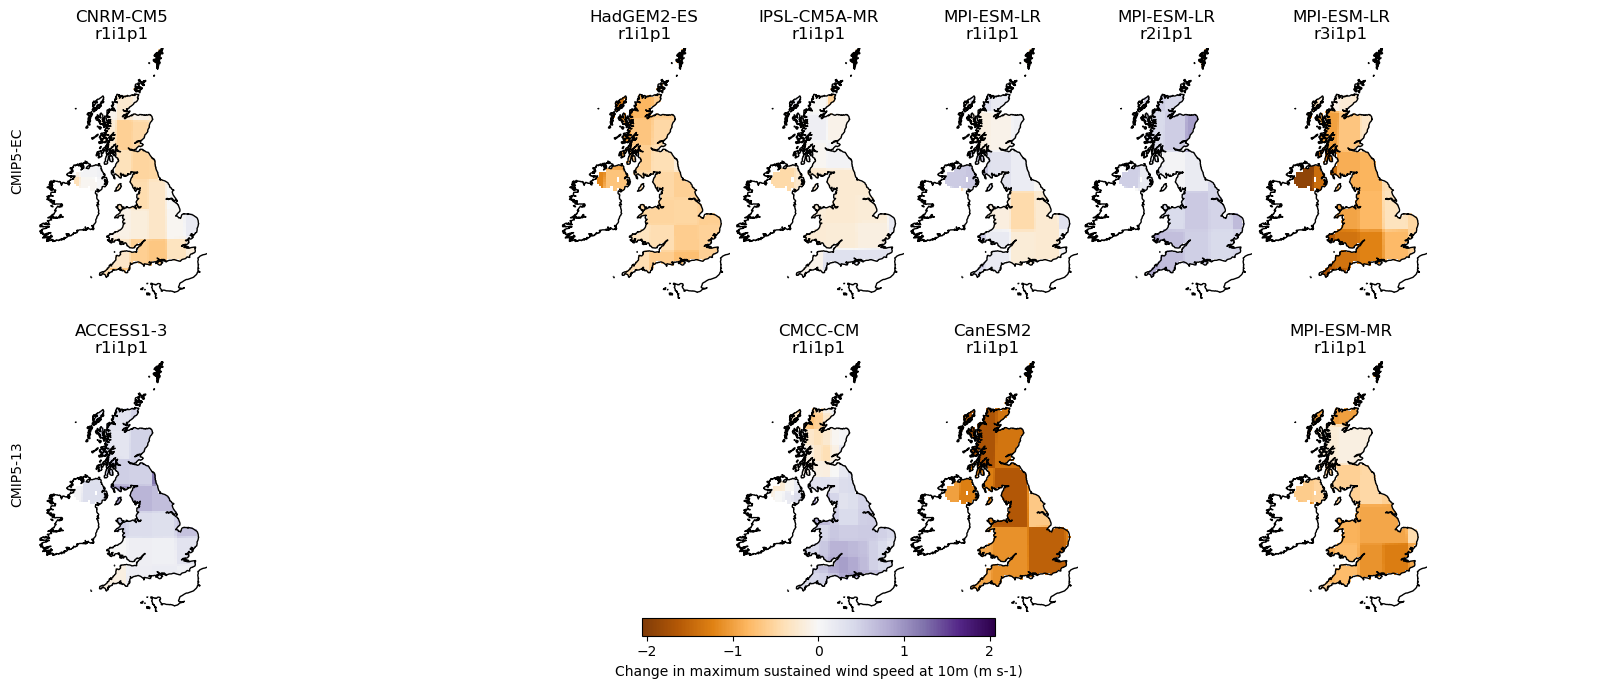 CNRM-CM5
r1i1p1
HadGEM2-ES
r1i1p1
IPSL-CM5A-MR
r1i1p1
MPI-ESM-LR
r1i1p1
MPI-ESM-LR
r2i1p1
MPI-ESM-LR
r3i1p1
CMIP5-EC
ACCESS1-3
r1i1p1
CMCC-CM
r1i1p1
CanESM2
r1i1p1
MPI-ESM-MR
r1i1p1
CMIP5-13
−2 −1 0 1 2
Change in maximum sustained wind speed at 10m (m s-1)